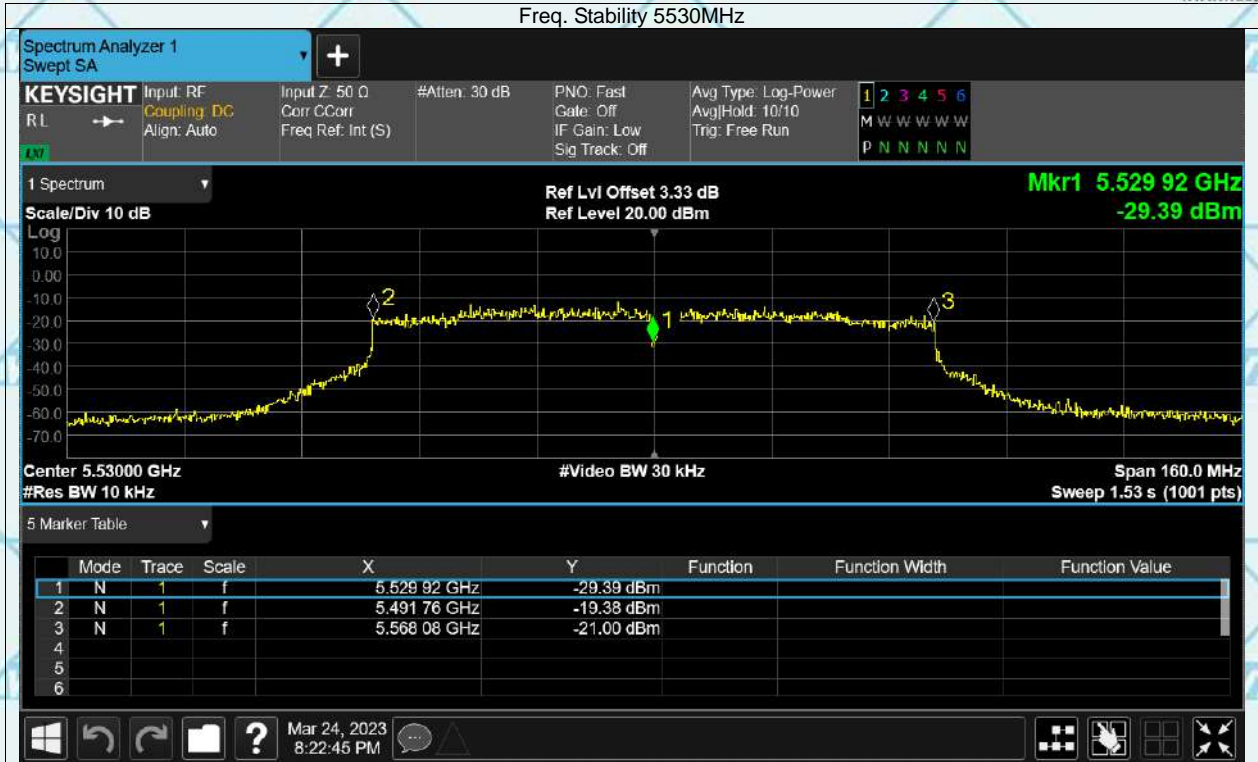 Freq. Stability 5530MHz
Spectrum Analyzer 1
Swept SA
KEYSIGHT
RL
LXI
Input: RF
Coupling: DC
Align: Auto
Input Z: 50 Ω
Corr CCorr
Freq Ref: Int (S)
#Atten: 30 dB
PNO: Fast
Gate: Off
IF Gain: Low
Sig Track: Off
Avg Type: Log-Power
Avg|Hold: 10/10
Trig: Free Run
1 2 3 4 5 6
M W W W W W
P N N N N N
1 Spectrum
Scale/Div 10 dB
Ref Lvl Offset 3.33 dB
Ref Level 20.00 dBm
Mkr1 5.529 92 GHz
-29.39 dBm
Log
10.0
0.00
-10.0
-20.0
-30.0
-40.0
-50.0
-60.0
-70.0
2
1
3
Center 5.53000 GHz
#Res BW 10 kHz
#Video BW 30 kHz
Span 160.0 MHz
Sweep 1.53 s (1001 pts)
5 Marker Table
Mode Trace Scale X Y Function Function Width Function Value
1 N 1 f 5.529 92 GHz -29.39 dBm
2 N 1 f 5.491 76 GHz -19.38 dBm
3 N 1 f 5.568 08 GHz -21.00 dBm
4
5
6
?
Mar 24, 2023
8:22:45 PM